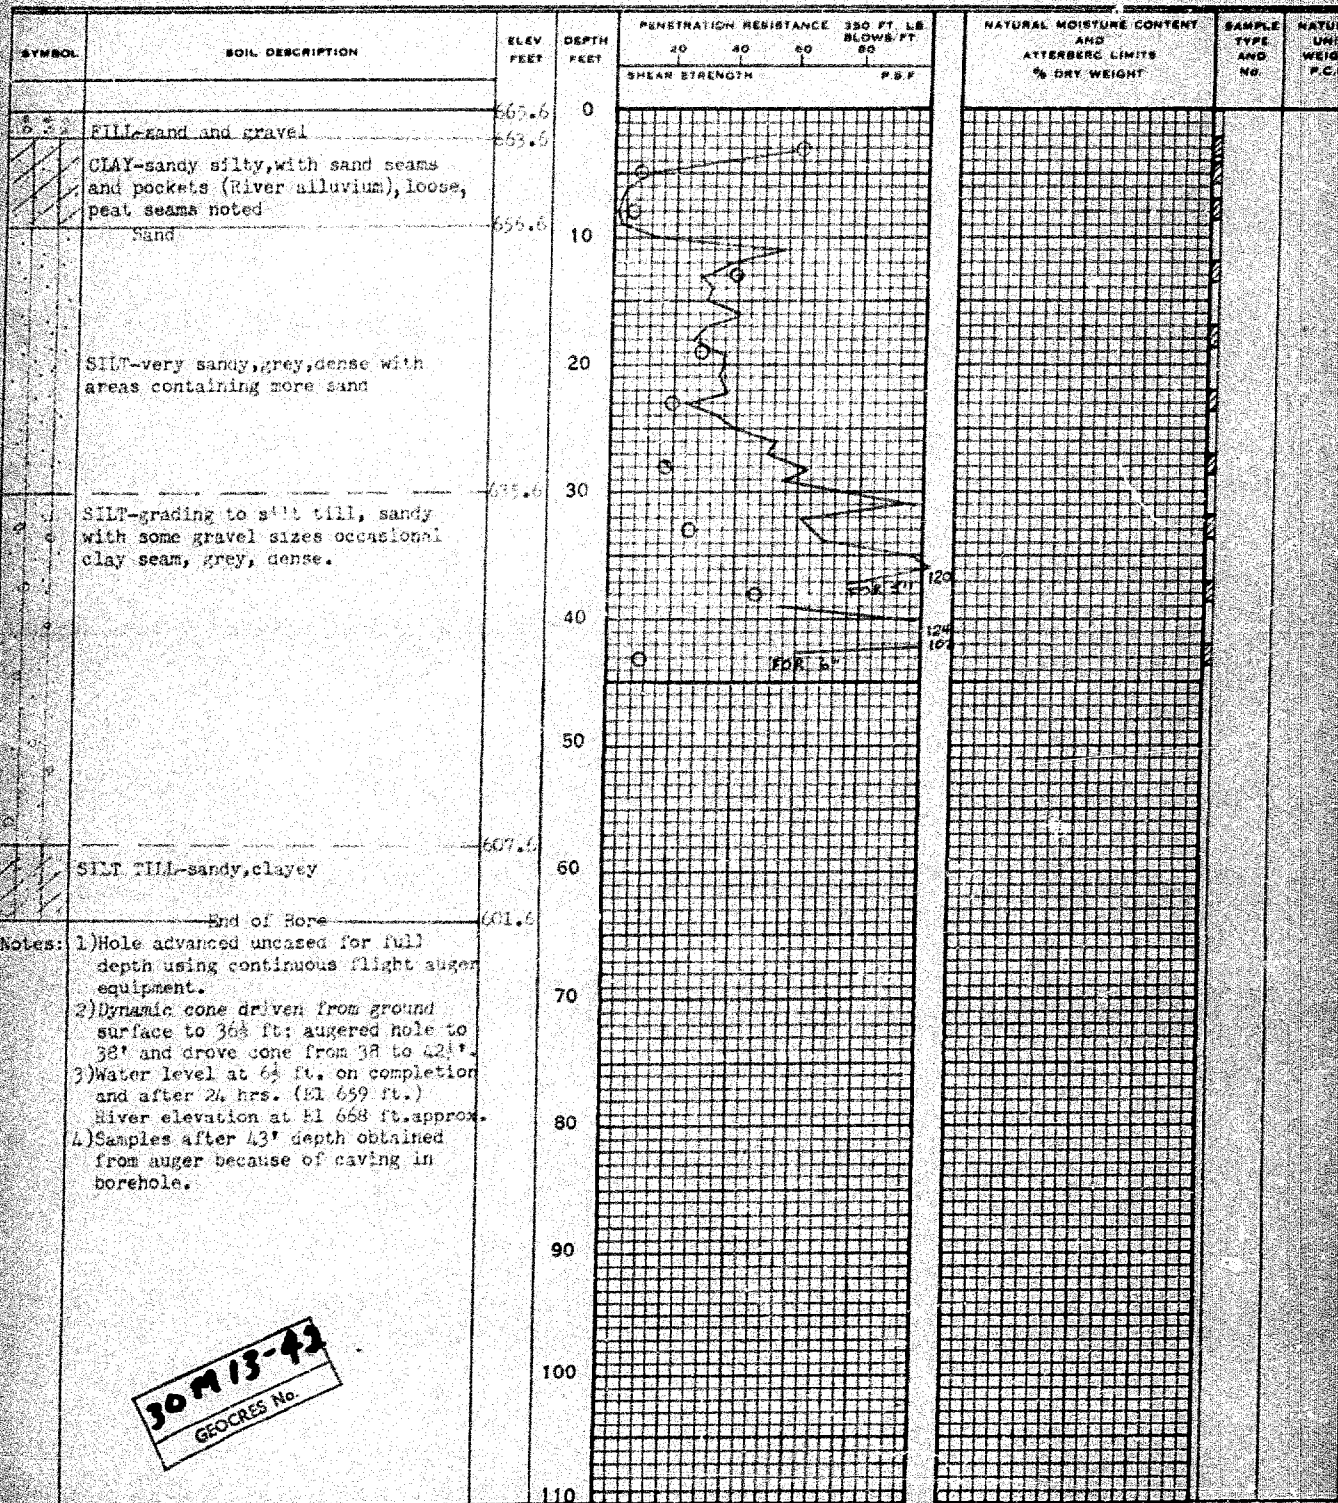 SYMBOL
SOIL DESCRIPTION
ELEV FEET
DEPTH FEET
PENETRATION RESISTANCE 350 FT. LB
BLOWS/FT
20 40 60 80
SHEAR STRENGTH P.S.F
NATURAL MOISTURE CONTENT
AND
ATTERBERG LIMITS
% DRY WEIGHT
SAMPLE
TYPE
AND
No.
665.6
0
FILL-sand and gravel
663.6
CLAY-sandy silty, with sand seams
and pockets (River alluvium), loose,
peat seams noted
Sand
10
SILT-very sandy, grey, dense with
areas containing more sand
20
635.6
30
SILT-grading to silt till, sandy
with some gravel sizes occasional
clay seam, grey, dense.
120
40
124
FOR 6"
50
607.6
SILT TILL-sandy, clayey
60
End of Bore
601.6
Notes: 1)Hole advanced uncased for full
depth using continuous flight auger
equipment.
2)Dynamic cone driven from ground
surface to 36½ ft; augered hole to
38' and drove cone from 38 to 42½'.
3)Water level at 6½ ft. on completion
and after 24 hrs. (El 659 ft.)
River elevation at El 668 ft.approx.
4)Samples after 43' depth obtained
from auger because of caving in
borehole.
70
80
90
100
110
30M13-42
GEOCRES No.